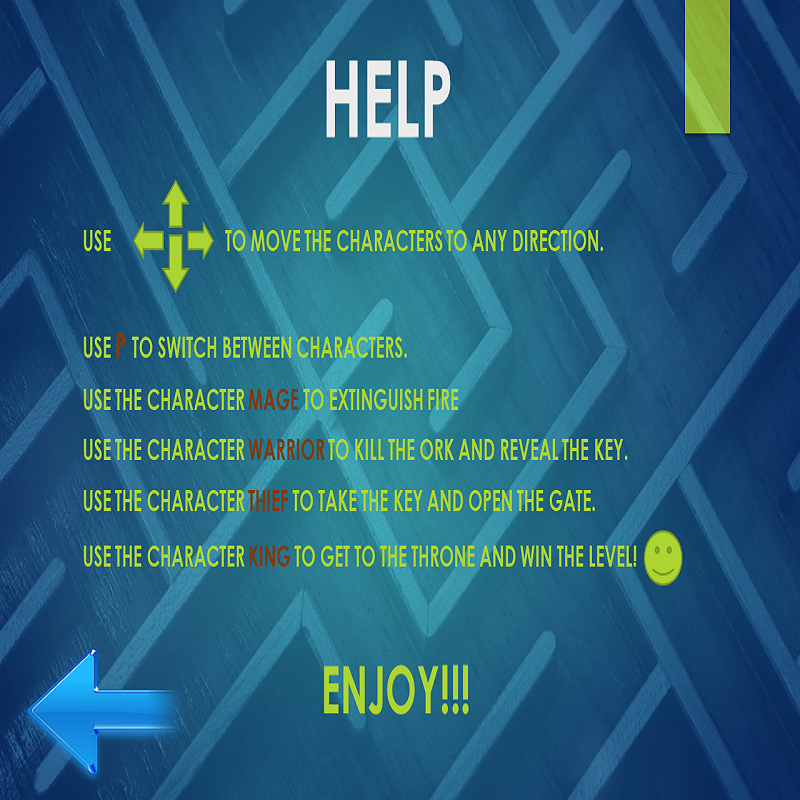 HELP
USE TO MOVE THE CHARACTERS TO ANY DIRECTION.
USE P TO SWITCH BETWEEN CHARACTERS.
USE THE CHARACTER MAGE TO EXTINGUISH FIRE
USE THE CHARACTER WARRIOR TO KILL THE ORK AND REVEAL THE KEY.
USE THE CHARACTER THIEF TO TAKE THE KEY AND OPEN THE GATE.
USE THE CHARACTER KING TO GET TO THE THRONE AND WIN THE LEVEL!
ENJOY!!!